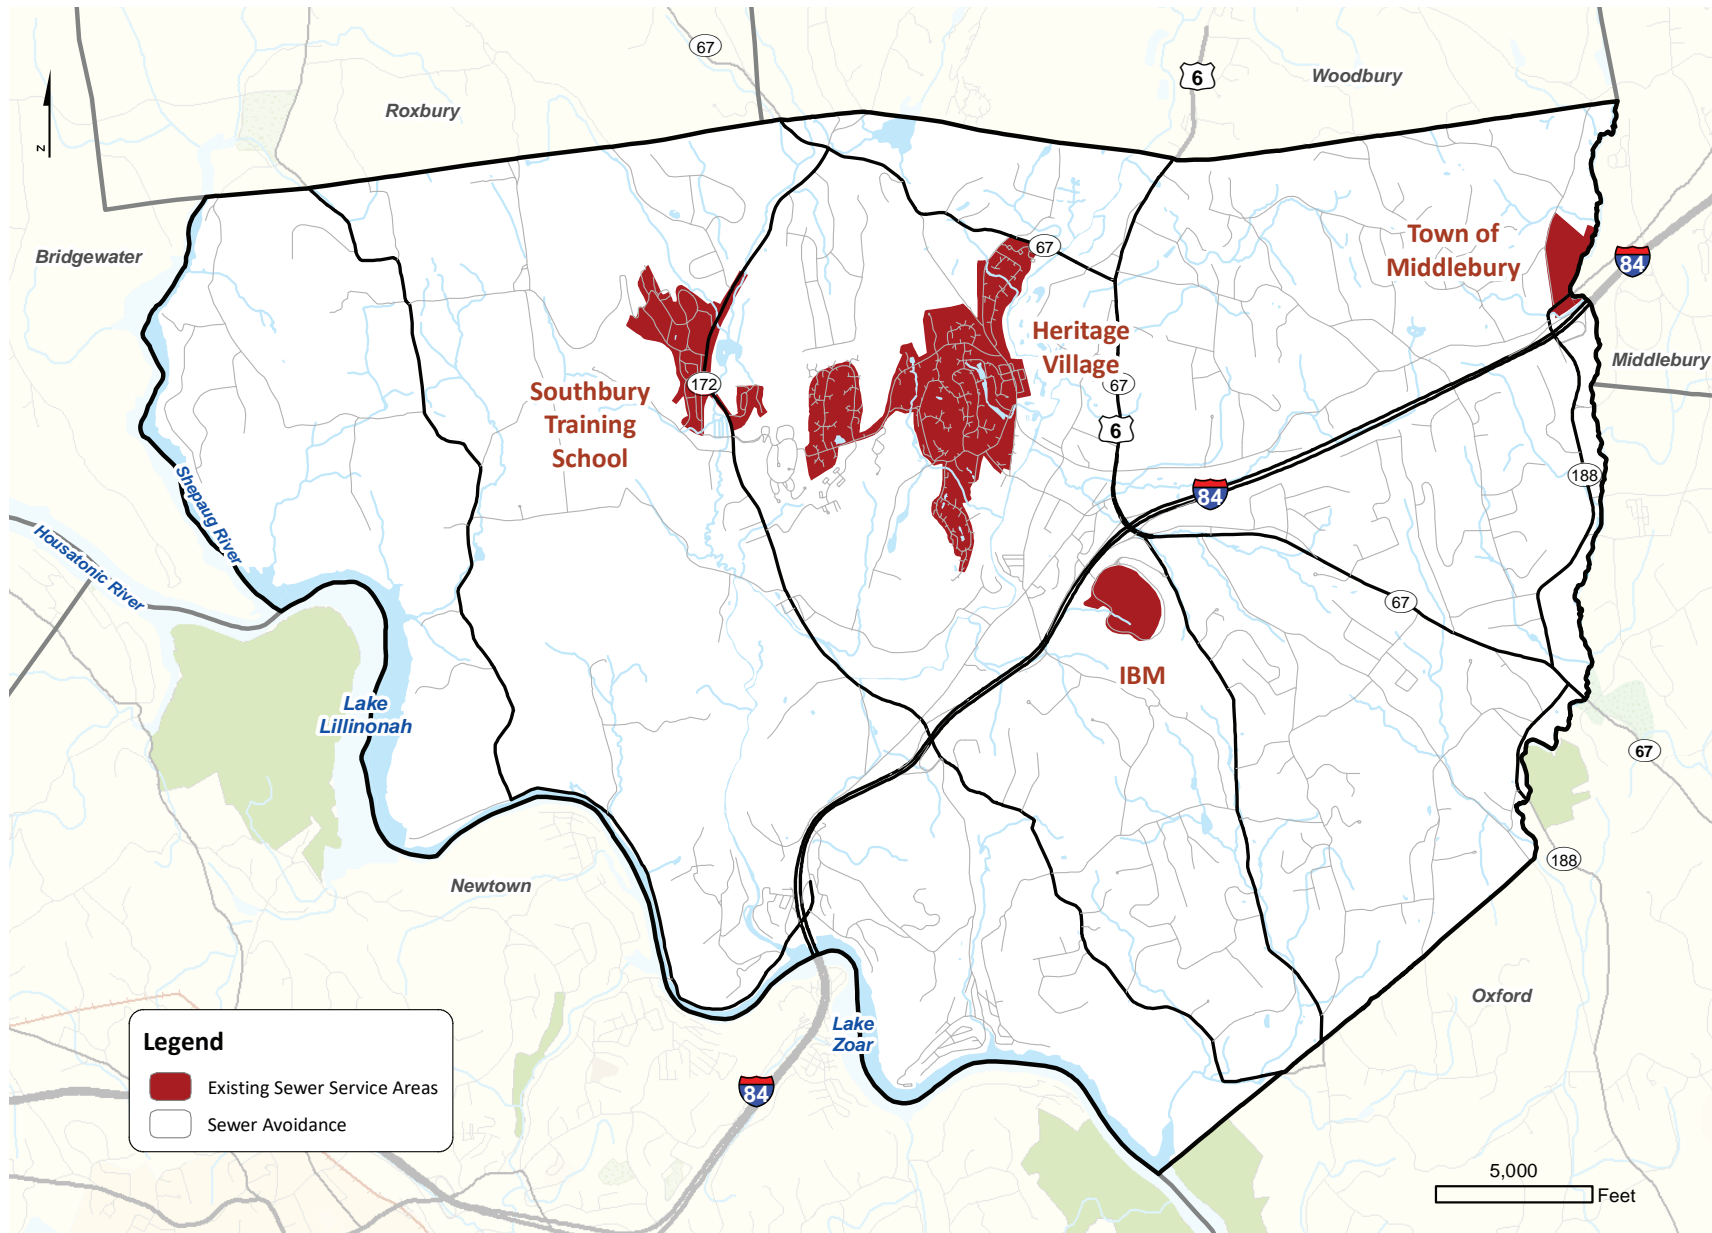 67
6
Woodbury
Roxbury
z
Bridgewater
Town of
Middlebury
84
67
Heritage
Village
67
6
Middlebury
172
Southbury
Training
School
188
84
Shepaug River
Housatonic River
67
IBM
Lake
Lillinonah
67
188
Newtown
Oxford
Lake
Zoar
84
Legend
Existing Sewer Service Areas
Sewer Avoidance
5,000
Feet